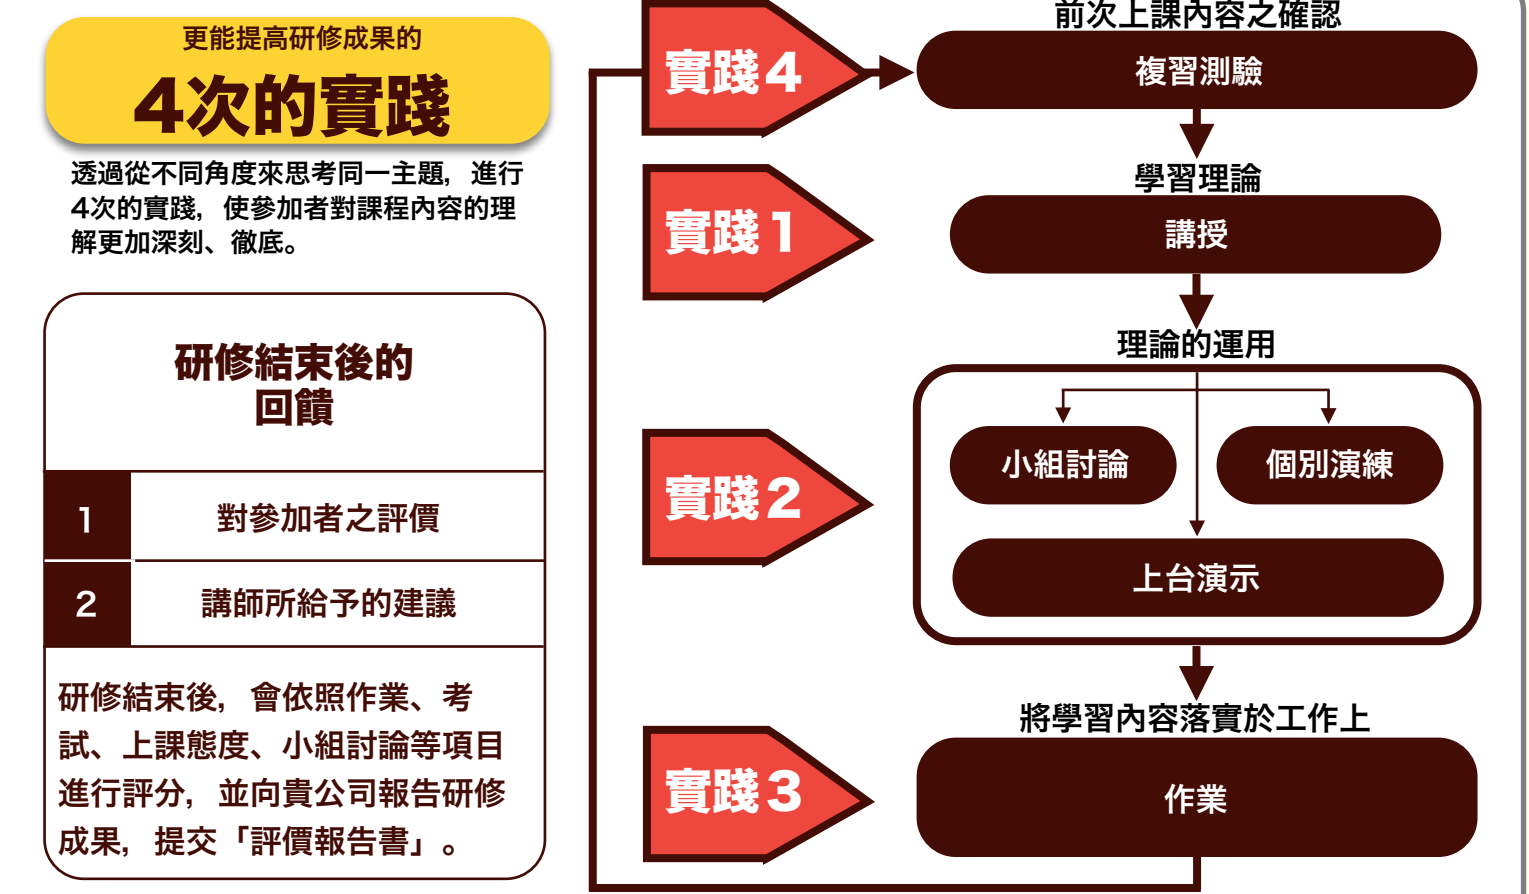 更能提高研修成果的
4次的實踐
透過從不同角度來思考同一主題，進行
4次的實踐，使參加者對課程內容的理
解更加深刻、徹底。
研修結束後的
回饋
1
對參加者之評價
2
講師所給予的建議
研修結束後，會依照作業、考
試、上課態度、小組討論等項目
進行評分，並向貴公司報告研修
成果，提交「評價報告書」。
實踐4
前次上課內容之確認
複習測驗
實踐1
學習理論
講授
理論的運用
實踐2
小組討論
個別演練
上台演示
實踐3
將學習內容落實於工作上
作業